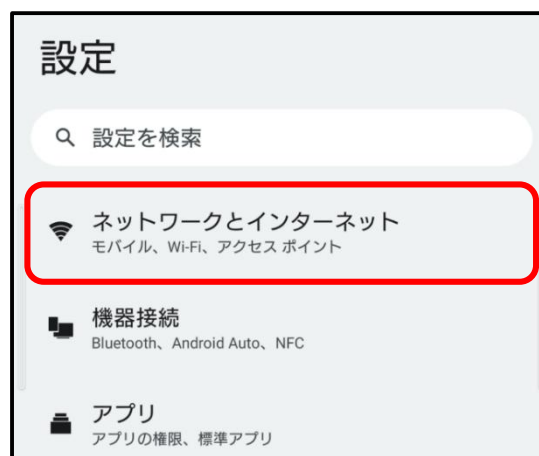 設定
設定を検索
ネットワークとインターネット
モバイル、Wi-Fi、アクセス ポイント
機器接続
Bluetooth、Android Auto、NFC
アプリ
アプリの権限、標準アプリ